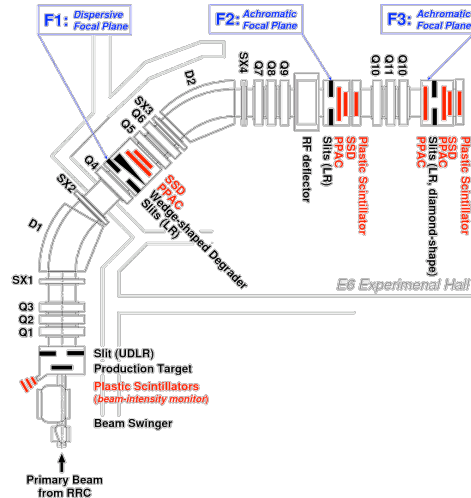 F1: Dispersive
Focal Plane
F2: Achromatic
Focal Plane
F3: Achromatic
Focal Plane
D2
SX4
Q7
Q8
Q9
Q10
Q11
Q10
SX3
Q6
Q5
Q4
SX2
D1
SX1
Q3
Q2
Q1
RF deflector
Slits (LR)
PPAC
SSD
Plastic Scintillator
PPAC
Slits (LR, diamond-shape)
PPAC
SSD
Plastic Scintillator
SSD
PPAC
Wedge-shaped Degrader
Slits (LR)
E6 Experimenal Hall
Slit (UDLR)
Production Target
Plastic Scintillators
(beam-intensity monitor)
Beam Swinger
Primary Beam
from RRC